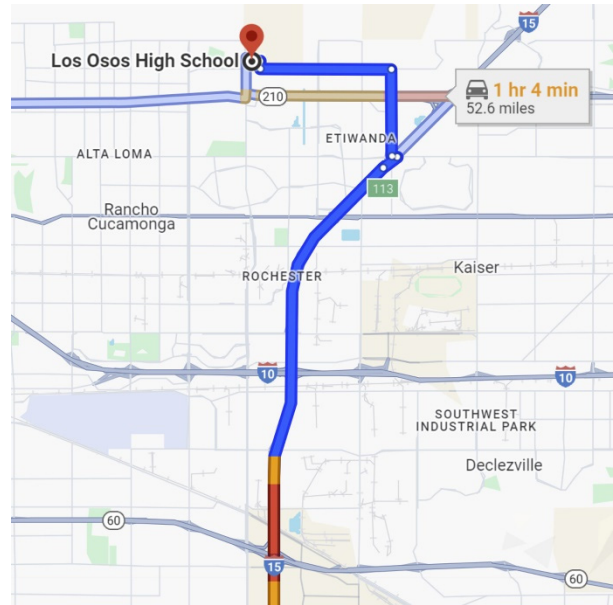 15
Los Osos High School
210
1 hr 4 min
52.6 miles
ETIWANDA
ALTA LOMA
113
Rancho
Cucamonga
ROCHESTER
Kaiser
10
10
SOUTHWEST
INDUSTRIAL PARK
Declezville
60
15
60